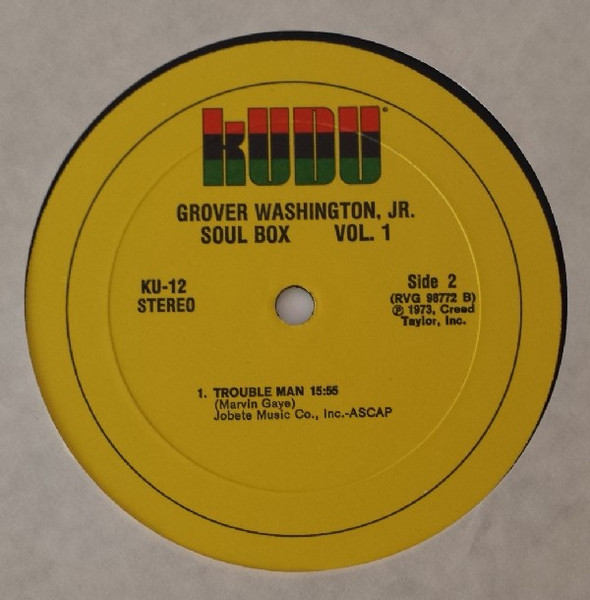 kUDU
GROVER WASHINGTON, JR.
SOUL BOX VOL. 1
KU-12
STEREO
Side 2
(RVG 98772 B)
℗ 1973, Creed
Taylor, Inc.
1. TROUBLE MAN 15:55
(Marvin Gaye)
Jobete Music Co., Inc.-ASCAP